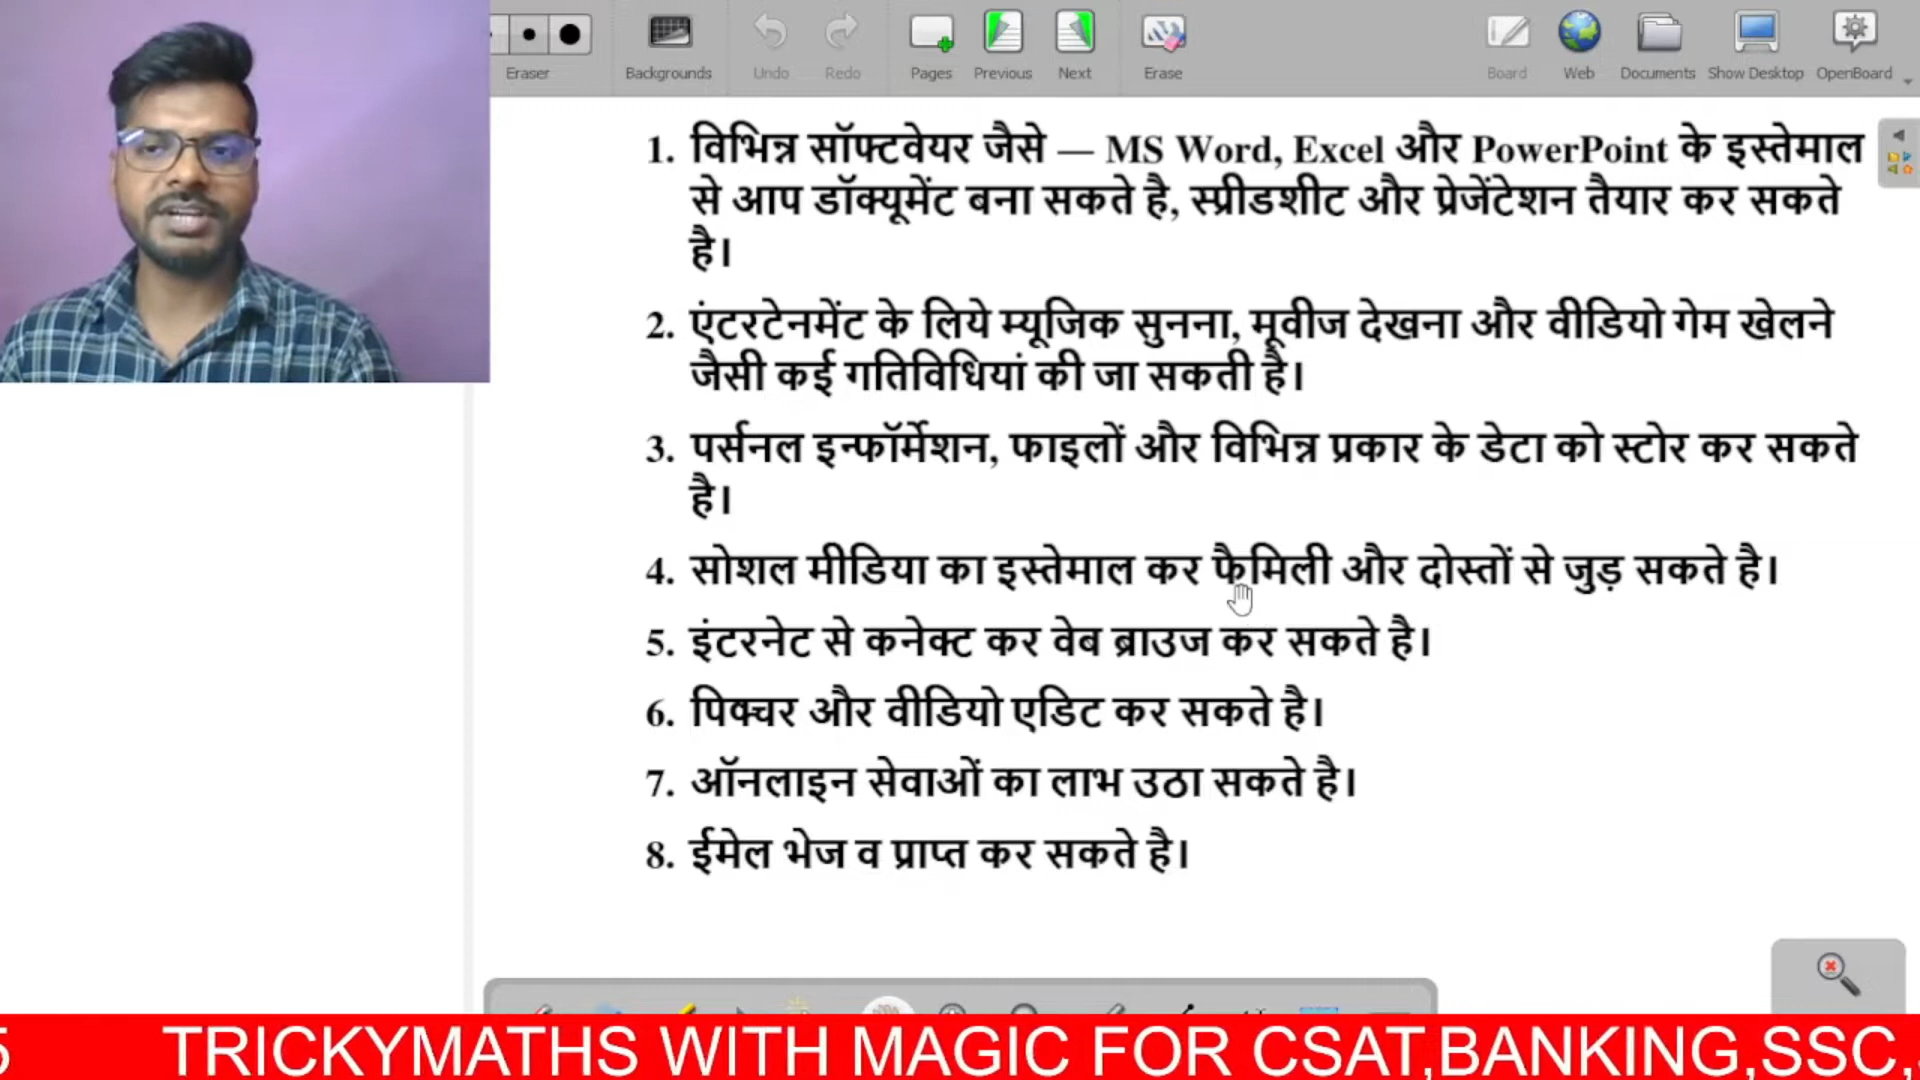 Eraser
Backgrounds
Undo
Redo
Pages
Previous
Next
Erase
Board
Web
Documents
Show Desktop
OpenBoard
1. विभिन्न सॉफ्टवेयर जैसे — MS Word, Excel और PowerPoint के इस्तेमाल
से आप डॉक्यूमेंट बना सकते है, स्प्रीडशीट और प्रेजेंटेशन तैयार कर सकते
है।
2. एंटरटेनमेंट के लिये म्यूजिक सुनना, मूवीज देखना और वीडियो गेम खेलने
जैसी कई गतिविधियां की जा सकती है।
3. पर्सनल इन्फॉर्मेशन, फाइलों और विभिन्न प्रकार के डेटा को स्टोर कर सकते
है।
4. सोशल मीडिया का इस्तेमाल कर फैमिली और दोस्तों से जुड़ सकते है।
5. इंटरनेट से कनेक्ट कर वेब ब्राउज कर सकते है।
6. पिक्चर और वीडियो एडिट कर सकते है।
7. ऑनलाइन सेवाओं का लाभ उठा सकते है।
8. ईमेल भेज व प्राप्त कर सकते है।
5 TRICKYMATHS WITH MAGIC FOR CSAT,BANKING,SSC,